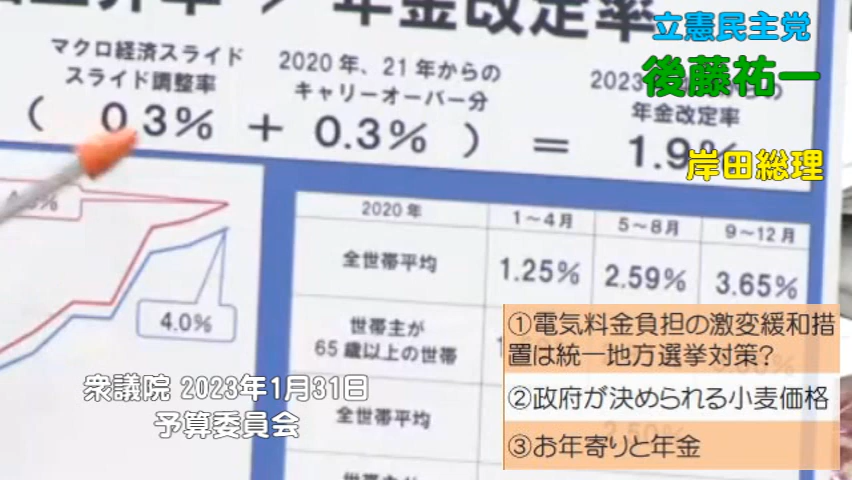 年金改定率
立憲民主党
後藤祐一
岸田総理
マクロ経済スライド
スライド調整率
2020年、21年からの
キャリーオーバー分
2023
年金改定率
( 0.3% + 0.3% ) = 1.9%
4.0%
2020年 1～4月 5～8月 9～12月
全世帯平均 1.25% 2.59% 3.65%
世帯主が
65歳以上の世帯
全世帯平均
①電気料金負担の激変緩和措
置は統一地方選挙対策?
②政府が決められる小麦価格
③お年寄りと年金
衆議院 2023年1月31日
予算委員会